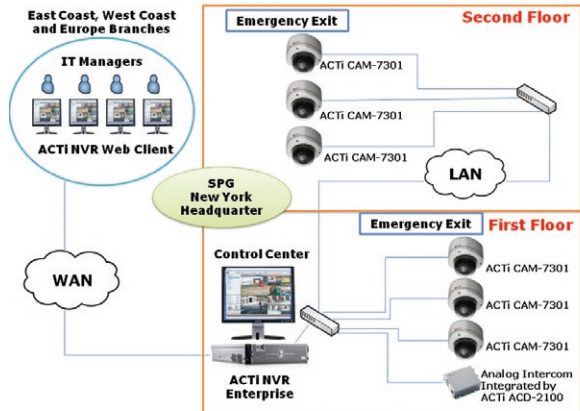 East Coast, West Coast
and Europe Branches
IT Managers
ACTi NVR Web Client
Second Floor
Emergency Exit
ACTi CAM-7301
ACTi CAM-7301
ACTi CAM-7301
LAN
SPG
New York
Headquarter
WAN
First Floor
Emergency Exit
Control Center
ACTi CAM-7301
ACTi CAM-7301
ACTi CAM-7301
ACTi NVR
Enterprise
Analog Intercom
Integrated by
ACTi ACD-2100